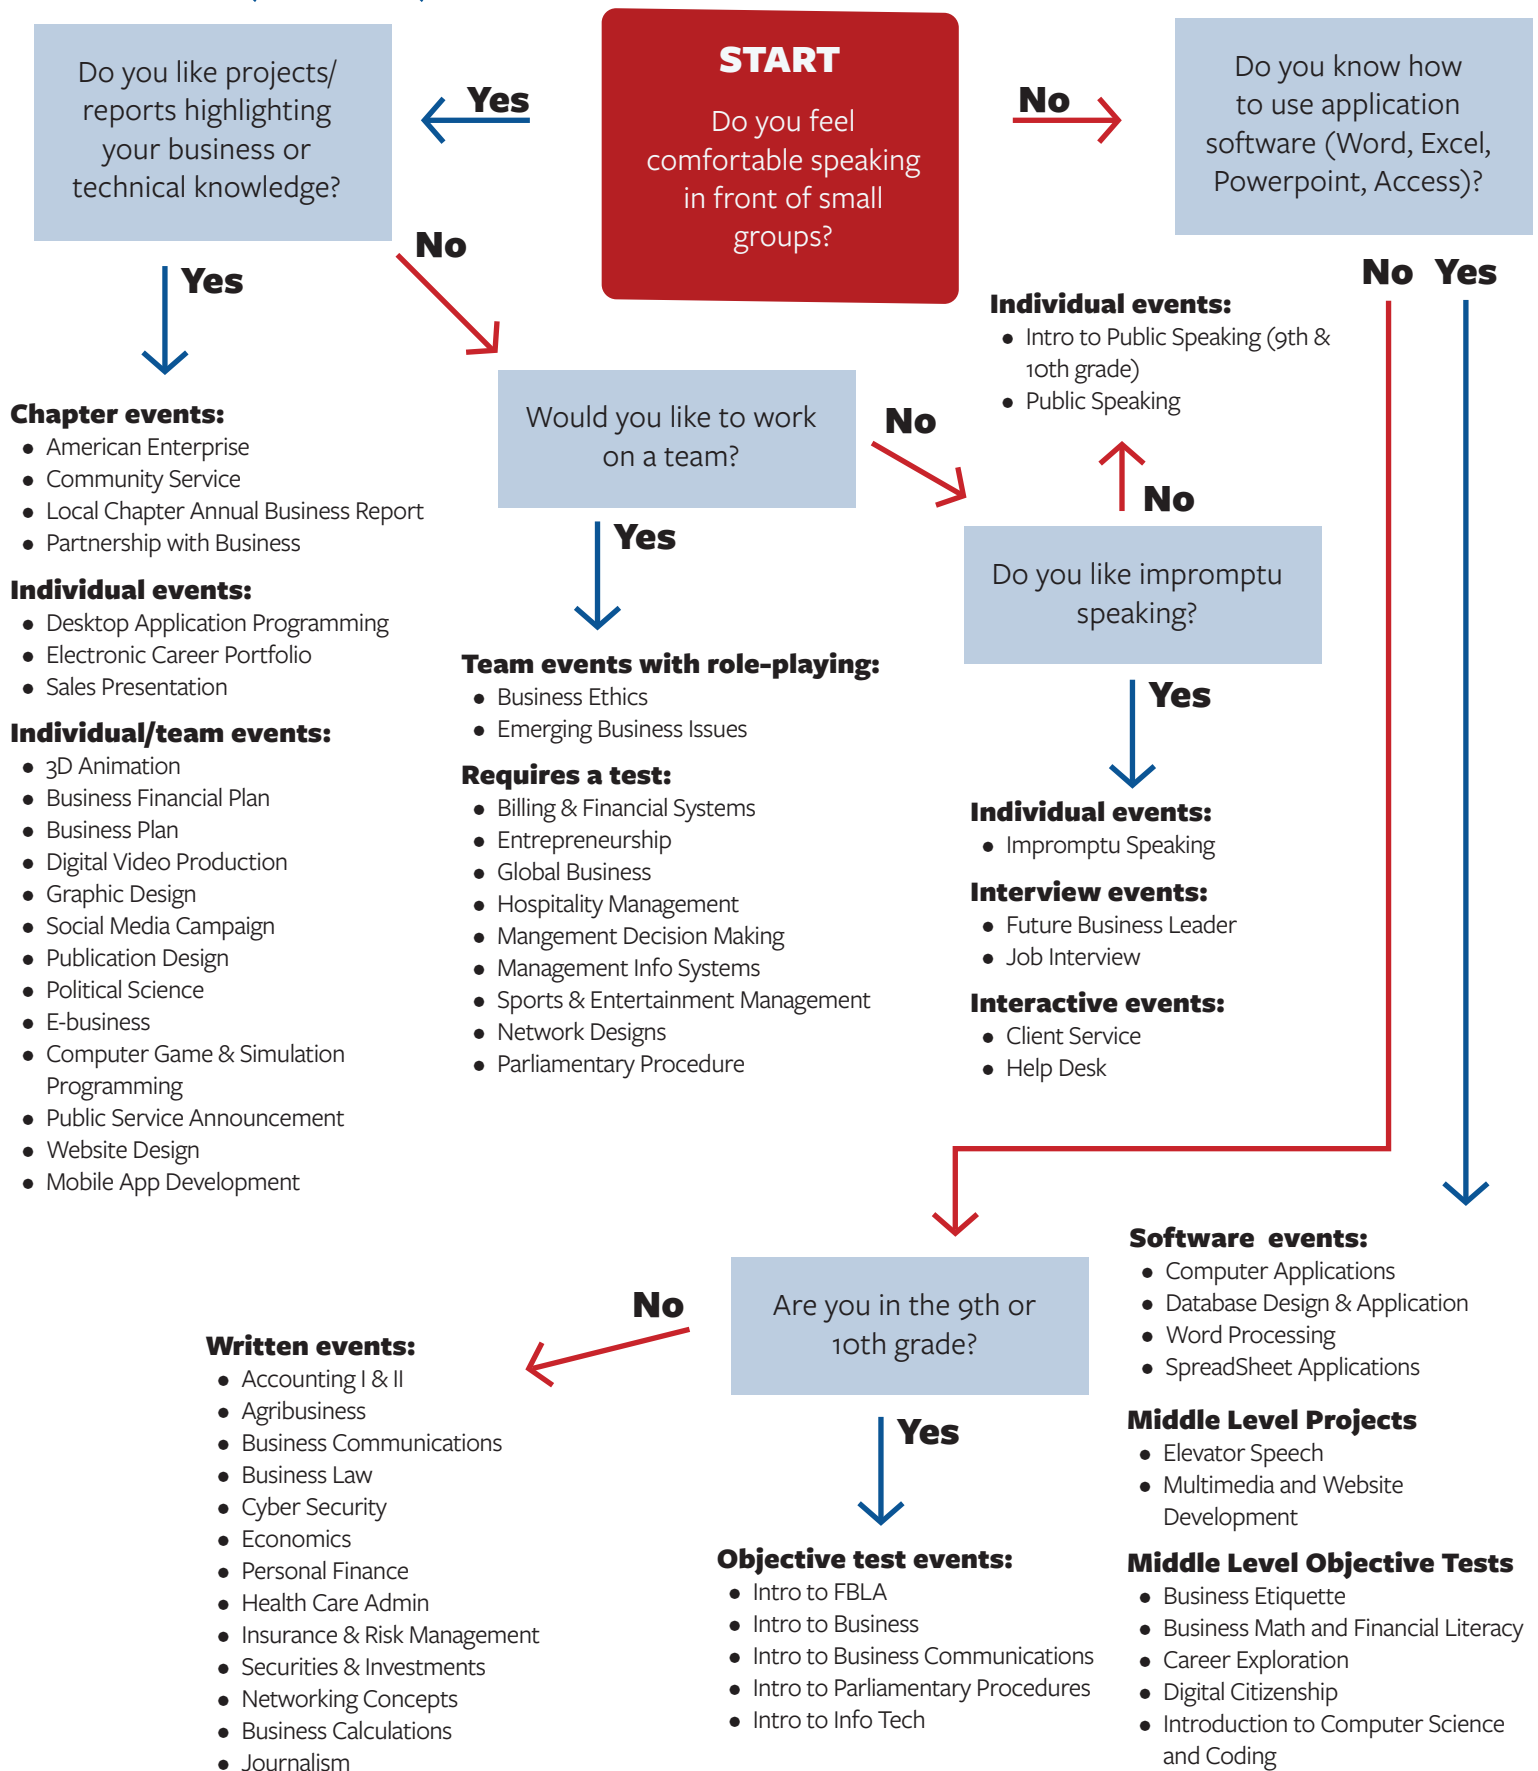 START
Do you feel
comfortable speaking
in front of small
groups?
Yes
No
Do you like projects/
reports highlighting
your business or
technical knowledge?
Yes
No
Chapter events:
● American Enterprise
● Community Service
● Local Chapter Annual Business Report
● Partnership with Business
Individual events:
● Desktop Application Programming
● Electronic Career Portfolio
● Sales Presentation
Individual/team events:
● 3D Animation
● Business Financial Plan
● Business Plan
● Digital Video Production
● Graphic Design
● Social Media Campaign
● Publication Design
● Political Science
● E-business
● Computer Game & Simulation
Programming
● Public Service Announcement
● Website Design
● Mobile App Development
Would you like to work
on a team?
Yes
No
Team events with role-playing:
● Business Ethics
● Emerging Business Issues
Requires a test:
● Billing & Financial Systems
● Entrepreneurship
● Global Business
● Hospitality Management
● Mangement Decision Making
● Management Info Systems
● Sports & Entertainment Management
● Network Designs
● Parliamentary Procedure
Do you like impromptu
speaking?
No
Individual events:
● Intro to Public Speaking (9th &
10th grade)
● Public Speaking
Yes
Individual events:
● Impromptu Speaking
Interview events:
● Future Business Leader
● Job Interview
Interactive events:
● Client Service
● Help Desk
Do you know how
to use application
software (Word, Excel,
Powerpoint, Access)?
No Yes
Are you in the 9th or
10th grade?
No
Written events:
● Accounting I & II
● Agribusiness
● Business Communications
● Business Law
● Cyber Security
● Economics
● Personal Finance
● Health Care Admin
● Insurance & Risk Management
● Securities & Investments
● Networking Concepts
● Business Calculations
● Journalism
Yes
Objective test events:
● Intro to FBLA
● Intro to Business
● Intro to Business Communications
● Intro to Parliamentary Procedures
● Intro to Info Tech
Software events:
● Computer Applications
● Database Design & Application
● Word Processing
● SpreadSheet Applications
Middle Level Projects
● Elevator Speech
● Multimedia and Website
Development
Middle Level Objective Tests
● Business Etiquette
● Business Math and Financial Literacy
● Career Exploration
● Digital Citizenship
● Introduction to Computer Science
and Coding